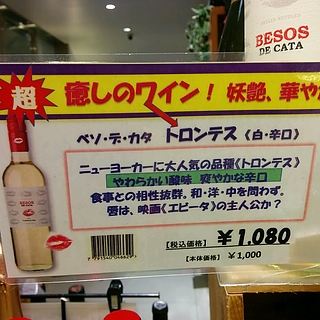 BESOS
DE CATA
超
癒しのワイン！ 妖艶、華や
ベソ・デ・カタ トロンテス 《白・辛口》
ニューヨーカーに大人気の品種《トロンテス》
やわらかい酸味 爽やかな辛口
食事との相性抜群。和・洋・中を問わず。
唇は、映画《エビータ》の主人公か？
BESOS
【税込価格】 ￥1,080
【本体価格】 ￥1,000